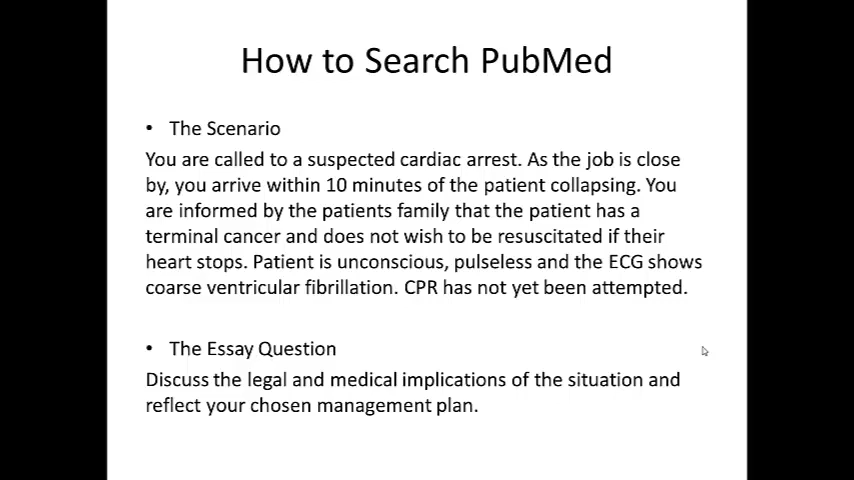 How to Search PubMed
• The Scenario
You are called to a suspected cardiac arrest. As the job is close
by, you arrive within 10 minutes of the patient collapsing. You
are informed by the patients family that the patient has a
terminal cancer and does not wish to be resuscitated if their
heart stops. Patient is unconscious, pulseless and the ECG shows
coarse ventricular fibrillation. CPR has not yet been attempted.
• The Essay Question
Discuss the legal and medical implications of the situation and
reflect your chosen management plan.